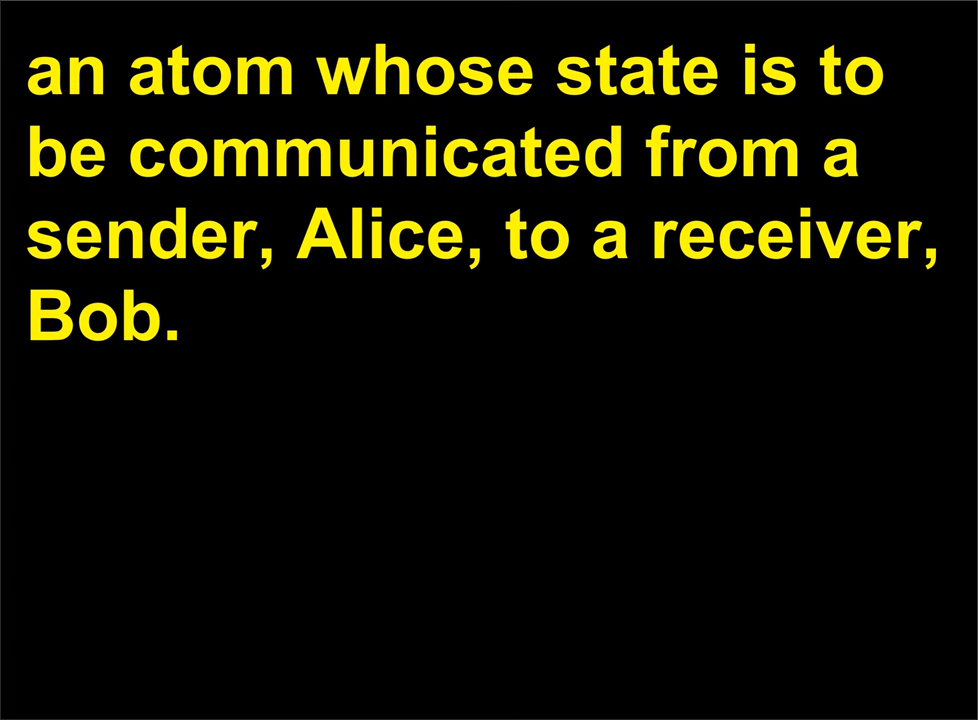 an atom whose state is to
be communicated from a
sender, Alice, to a receiver,
Bob.